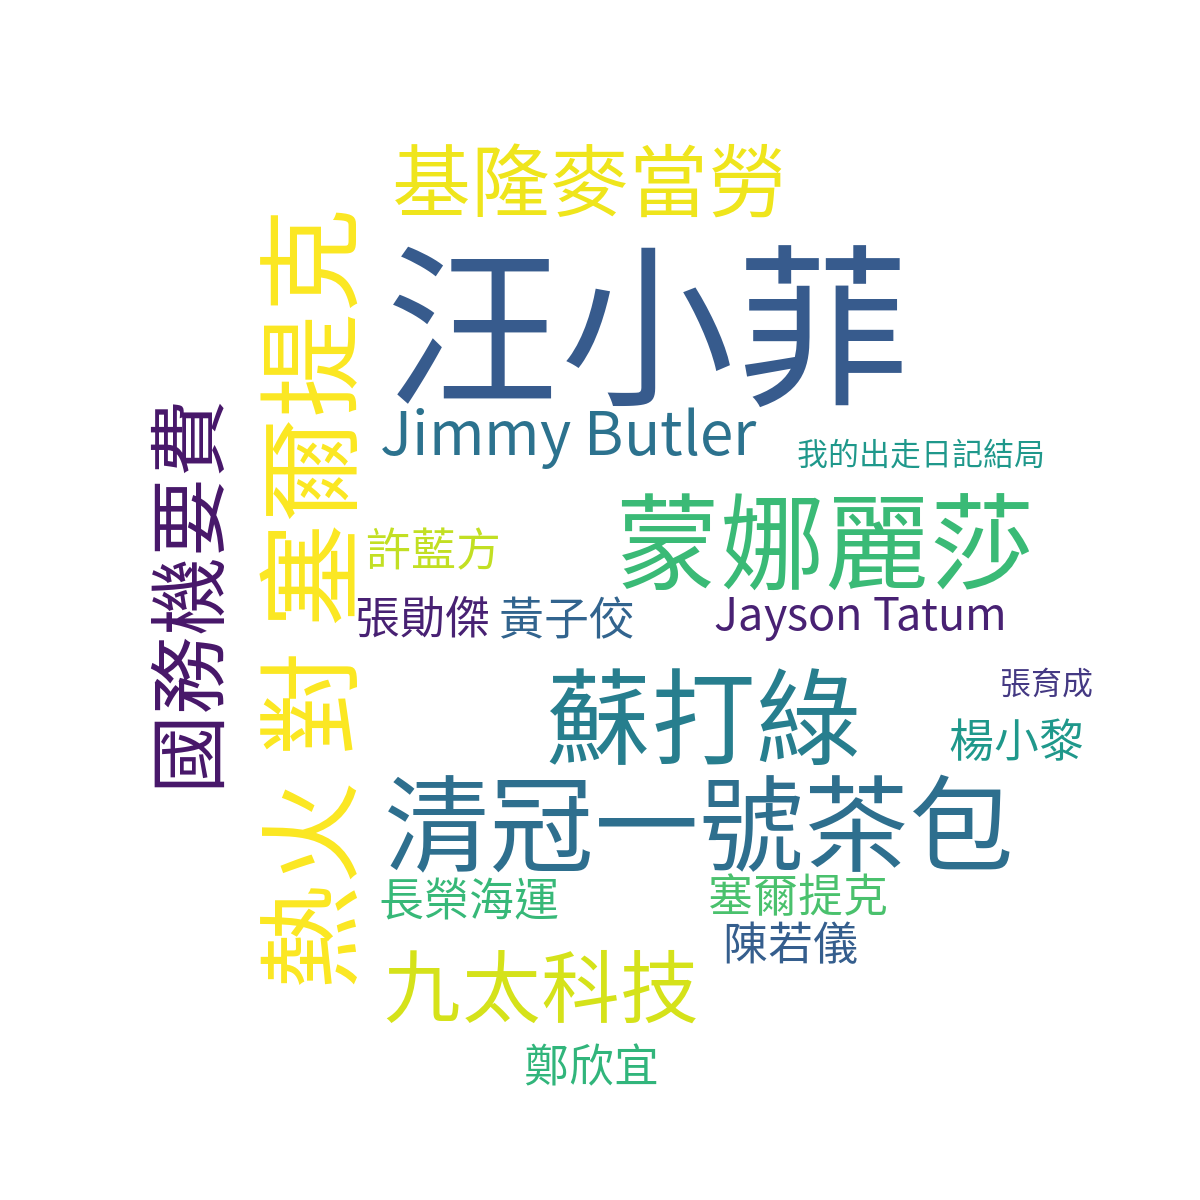 基隆麥當勞
汪小菲
熱火 對 塞爾提克
Jimmy Butler
我的出走日記結局
國務機要費
蒙娜麗莎
許藍方
張勛傑
黃子佼
Jayson Tatum
蘇打綠
張育成
楊小黎
清冠一號茶包
長榮海運
塞爾提克
陳若儀
九太科技
鄭欣宜